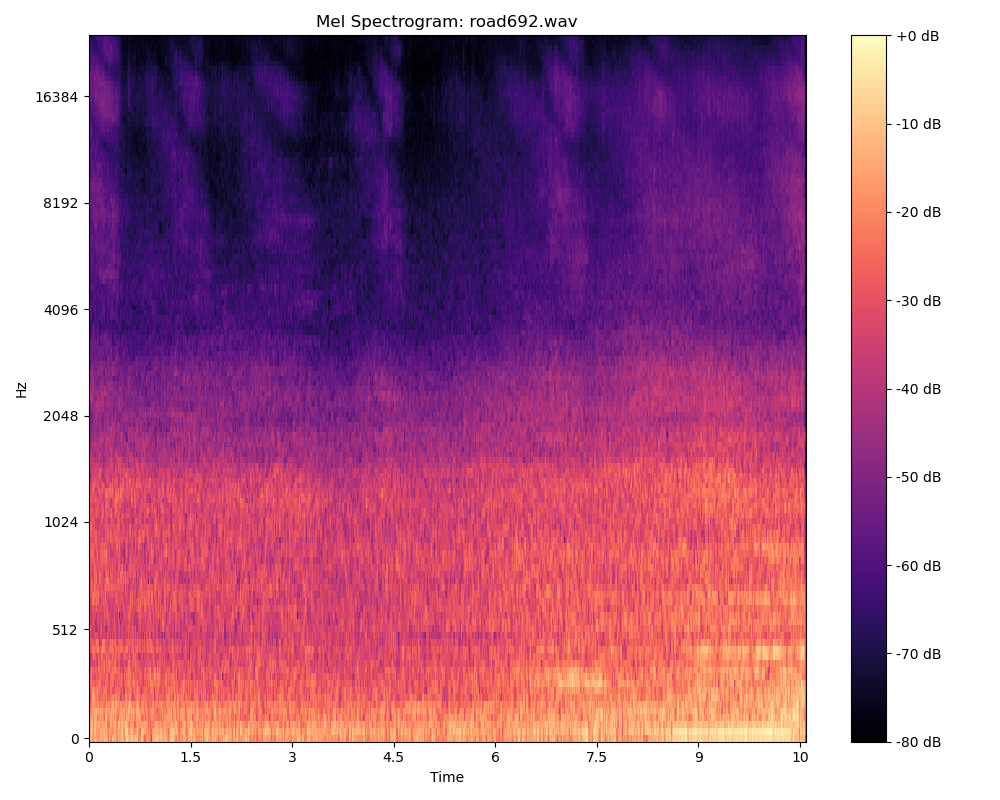 Mel Spectrogram: road692.wav
+0 dB
-10 dB
-20 dB
-30 dB
-40 dB
-50 dB
-60 dB
-70 dB
-80 dB
16384
8192
4096
2048
1024
512
0
Hz
0
1.5
3
4.5
6
7.5
9
10
Time